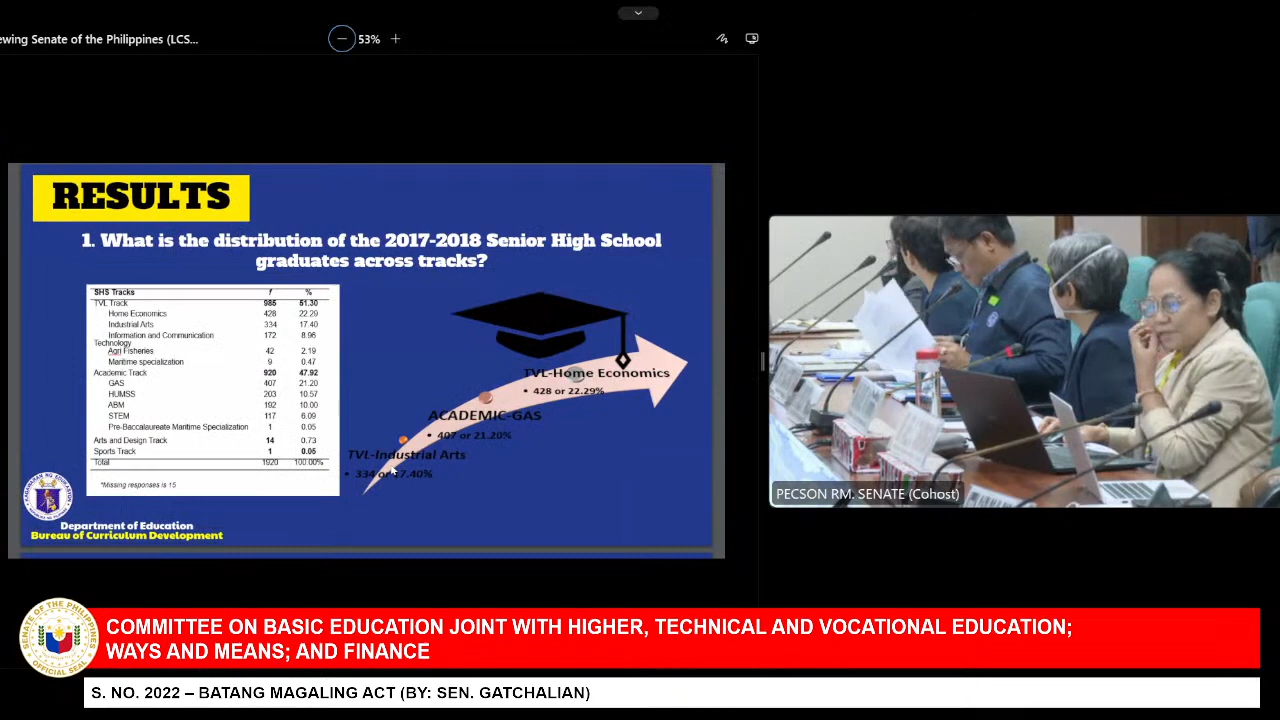 ewing Senate of the Philippines (LCS...
53%
RESULTS
1. What is the distribution of the 2017-2018 Senior High School
graduates across tracks?
SHS Tracks f %
TVL Track 985 51.30
Home Economics 428 22.29
Industrial Arts 334 17.40
Information and Communication 172 8.96
Technology
Agri Fisheries 42 2.19
Maritime specialization 9 0.47
Academic Track 920 47.92
GAS 407 21.20
HUMSS 203 10.57
ABM 192 10.00
STEM 117 6.09
Pre-Baccalaureate Maritime Specialization 1 0.05
Arts and Design Track 14 0.73
Sports Track 1 0.05
Total 1920 100.00%
*Missing responses is 15
TVL-Home Economics
• 428 or 22.29%
ACADEMIC-GAS
• 407 or 21.20%
TVL-Industrial Arts
• 334 or 17.40%
Department of Education
Bureau of Curriculum Development
PECSON RM. SENATE (Cohost)
SENATE OF THE PHILIPPINES
OFFICIAL SEAL
COMMITTEE ON BASIC EDUCATION JOINT WITH HIGHER, TECHNICAL AND VOCATIONAL EDUCATION;
WAYS AND MEANS; AND FINANCE
S. NO. 2022 – BATANG MAGALING ACT (BY: SEN. GATCHALIAN)